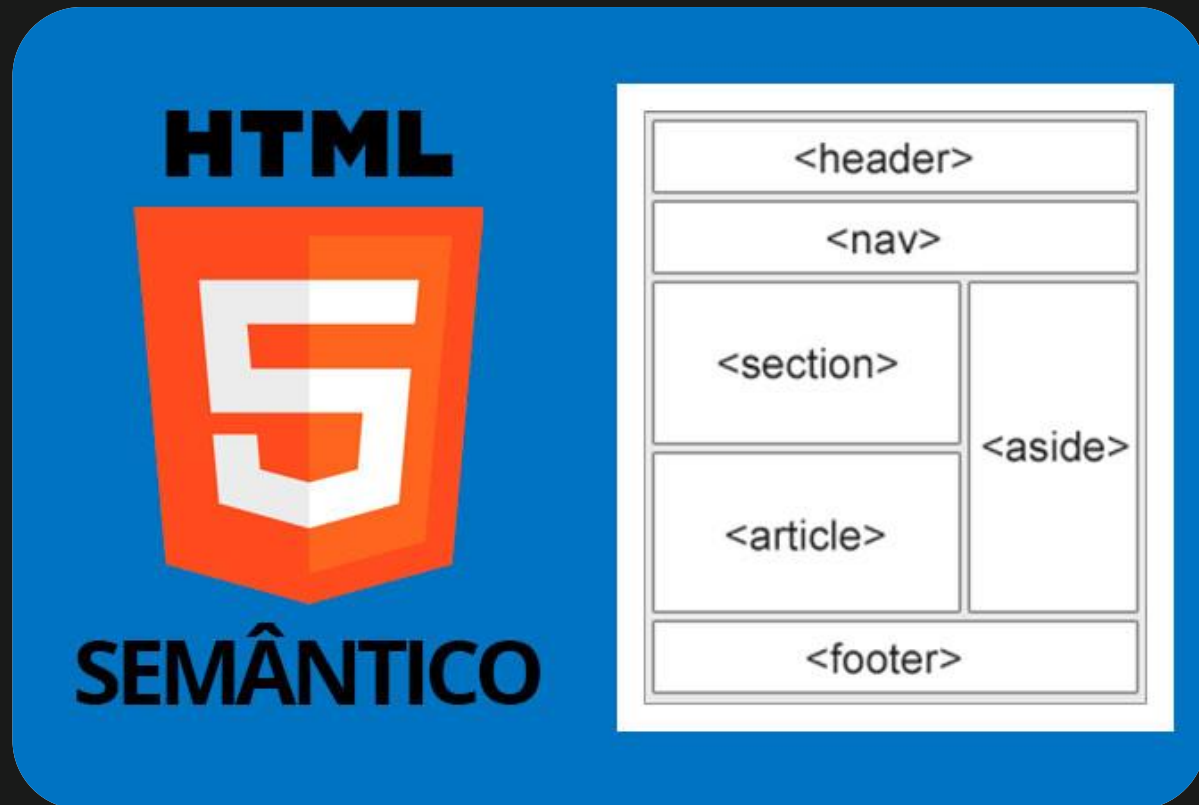 HTML
5
SEMÂNTICO
<header>
<nav>
<section>
<aside>
<article>
<footer>